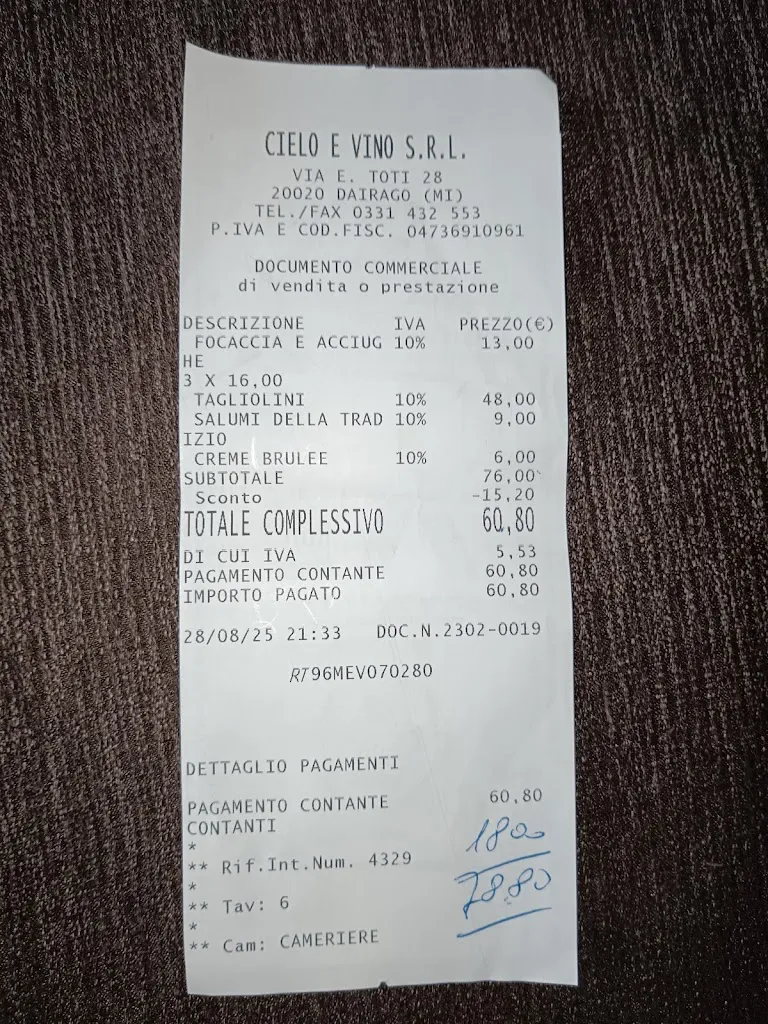 CIELO E VINO S.R.L.
VIA E. TOTI 28
20020 DAIRAGO (MI)
TEL./FAX 0331 432 553
P.IVA E COD.FISC. 04736910961
DOCUMENTO COMMERCIALE
di vendita o prestazione
DESCRIZIONE IVA PREZZO(€)
FOCACCIA E ACCIUG 10% 13,00
HE
3 X 16,00
TAGLIOLINI 10% 48,00
SALUMI DELLA TRAD 10% 9,00
IZIO
CREME BRULEE 10% 6,00
SUBTOTALE 76,00
Sconto -15,20
TOTALE COMPLESSIVO 60,80
DI CUI IVA 5,53
PAGAMENTO CONTANTE 60,80
IMPORTO PAGATO 60,80
28/08/25 21:33 DOC.N.2302-0019
RT96MEV070280
DETTAGLIO PAGAMENTI
PAGAMENTO CONTANTE 60,80
CONTANTI
1800
*
** Rif.Int.Num. 4329
*
78.80
** Tav: 6
*
** Cam: CAMERIERE